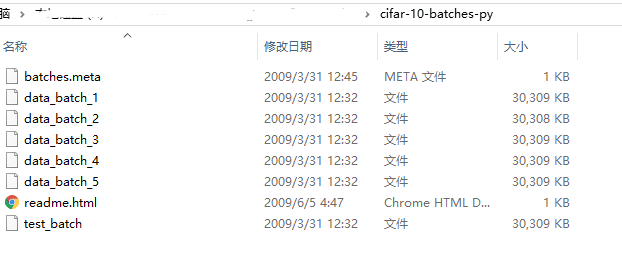 脑 cifar-10-batches-py
名称 修改日期 类型 大小
batches.meta 2009/3/31 12:45 META 文件 1 KB
data_batch_1 2009/3/31 12:32 文件 30,309 KB
data_batch_2 2009/3/31 12:32 文件 30,308 KB
data_batch_3 2009/3/31 12:32 文件 30,309 KB
data_batch_4 2009/3/31 12:32 文件 30,309 KB
data_batch_5 2009/3/31 12:32 文件 30,309 KB
readme.html 2009/6/5 4:47 Chrome HTML D... 1 KB
test_batch 2009/3/31 12:32 文件 30,309 KB